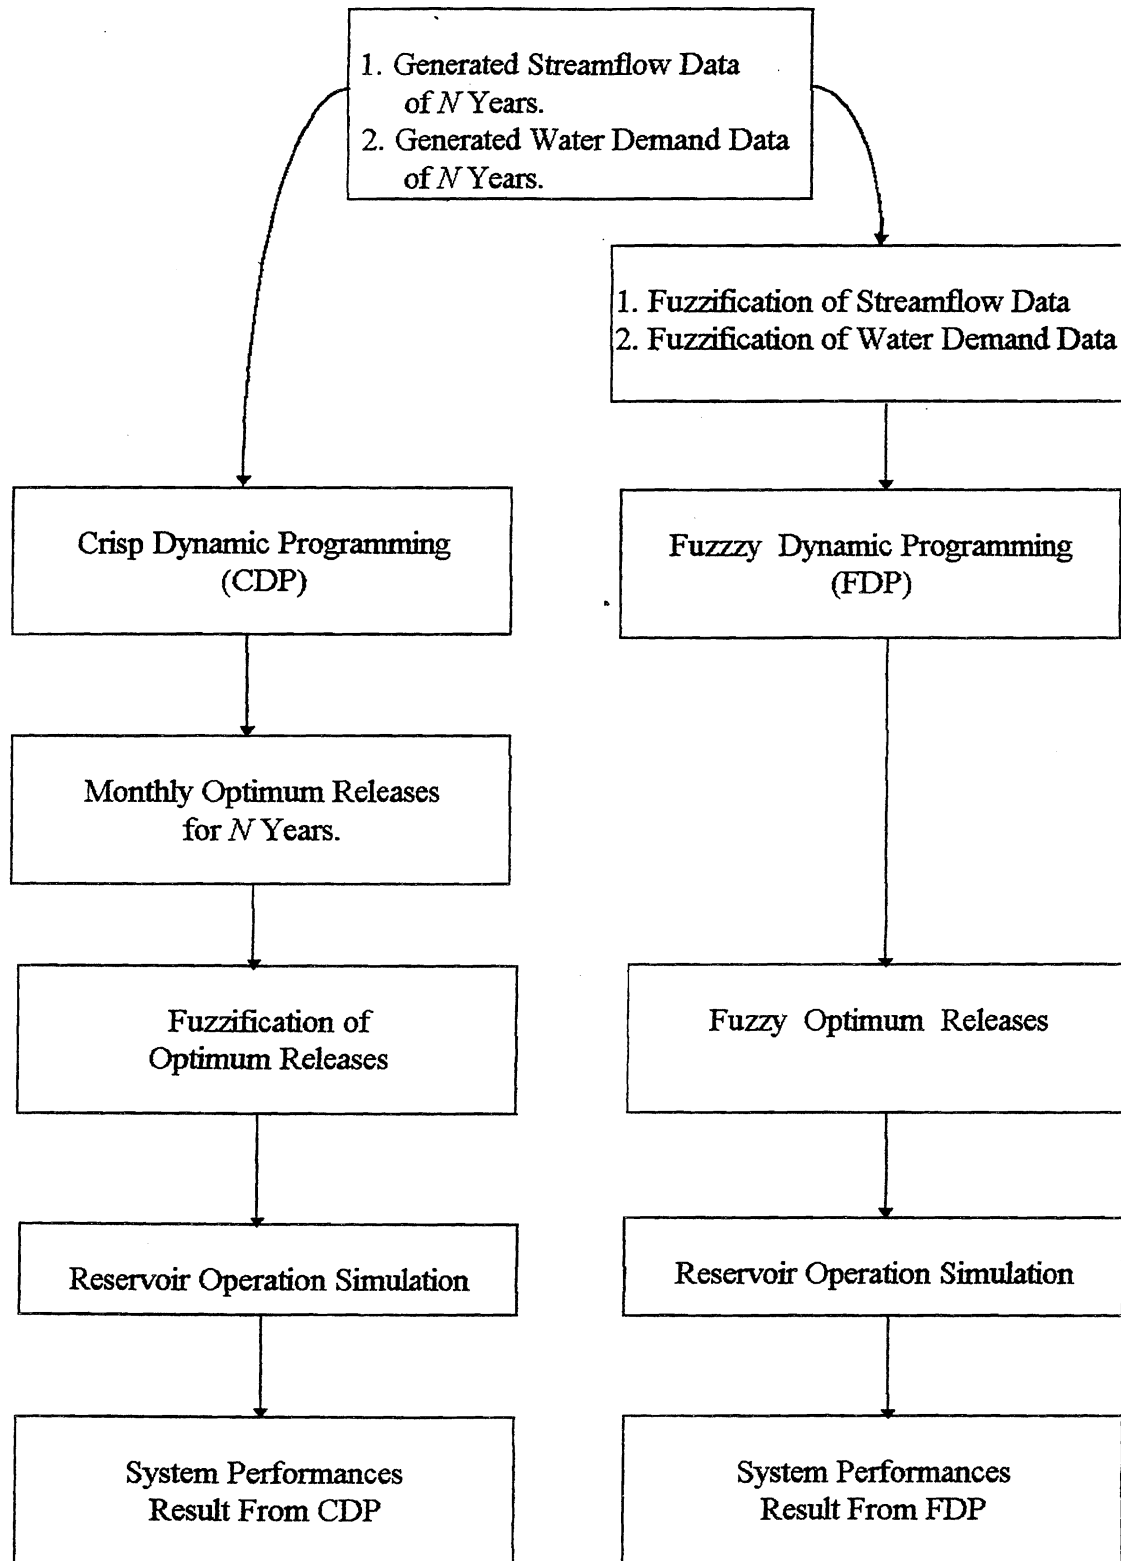 1. Generated Streamflow Data
of N Years.
2. Generated Water Demand Data
of N Years.
1. Fuzzification of Streamflow Data
2. Fuzzification of Water Demand Data
Crisp Dynamic Programming
(CDP)
Fuzzzy Dynamic Programming
(FDP)
Monthly Optimum Releases
for N Years.
Fuzzification of
Optimum Releases
Fuzzy Optimum Releases
Reservoir Operation Simulation
Reservoir Operation Simulation
System Performances
Result From CDP
System Performances
Result From FDP